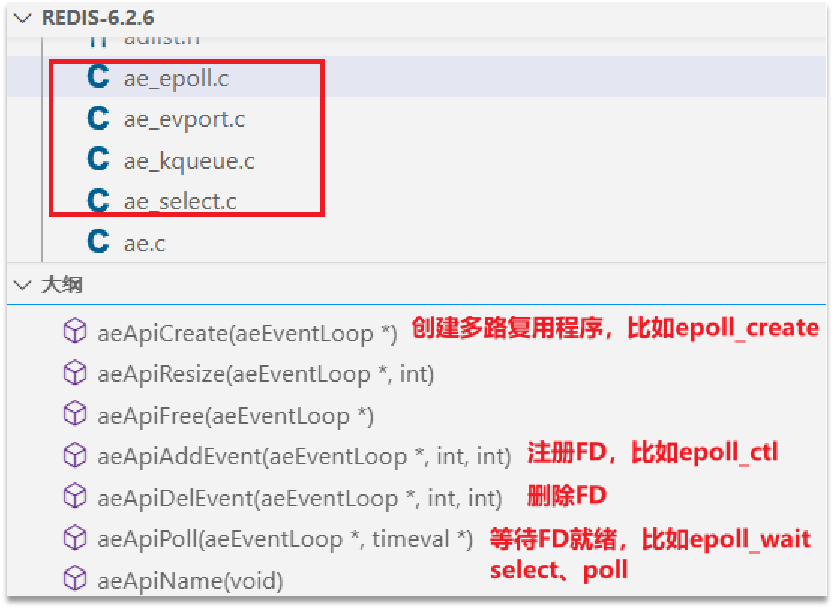 REDIS-6.2.6
adlist.h
C ae_epoll.c
C ae_evport.c
C ae_kqueue.c
C ae_select.c
C ae.c
大纲
aeApiCreate(aeEventLoop *) 创建多路复用程序，比如epoll_create
aeApiResize(aeEventLoop *, int)
aeApiFree(aeEventLoop *)
aeApiAddEvent(aeEventLoop *, int, int) 注册FD，比如epoll_ctl
aeApiDelEvent(aeEventLoop *, int, int) 删除FD
aeApiPoll(aeEventLoop *, timeval *) 等待FD就绪，比如epoll_wait
select、poll
aeApiName(void)